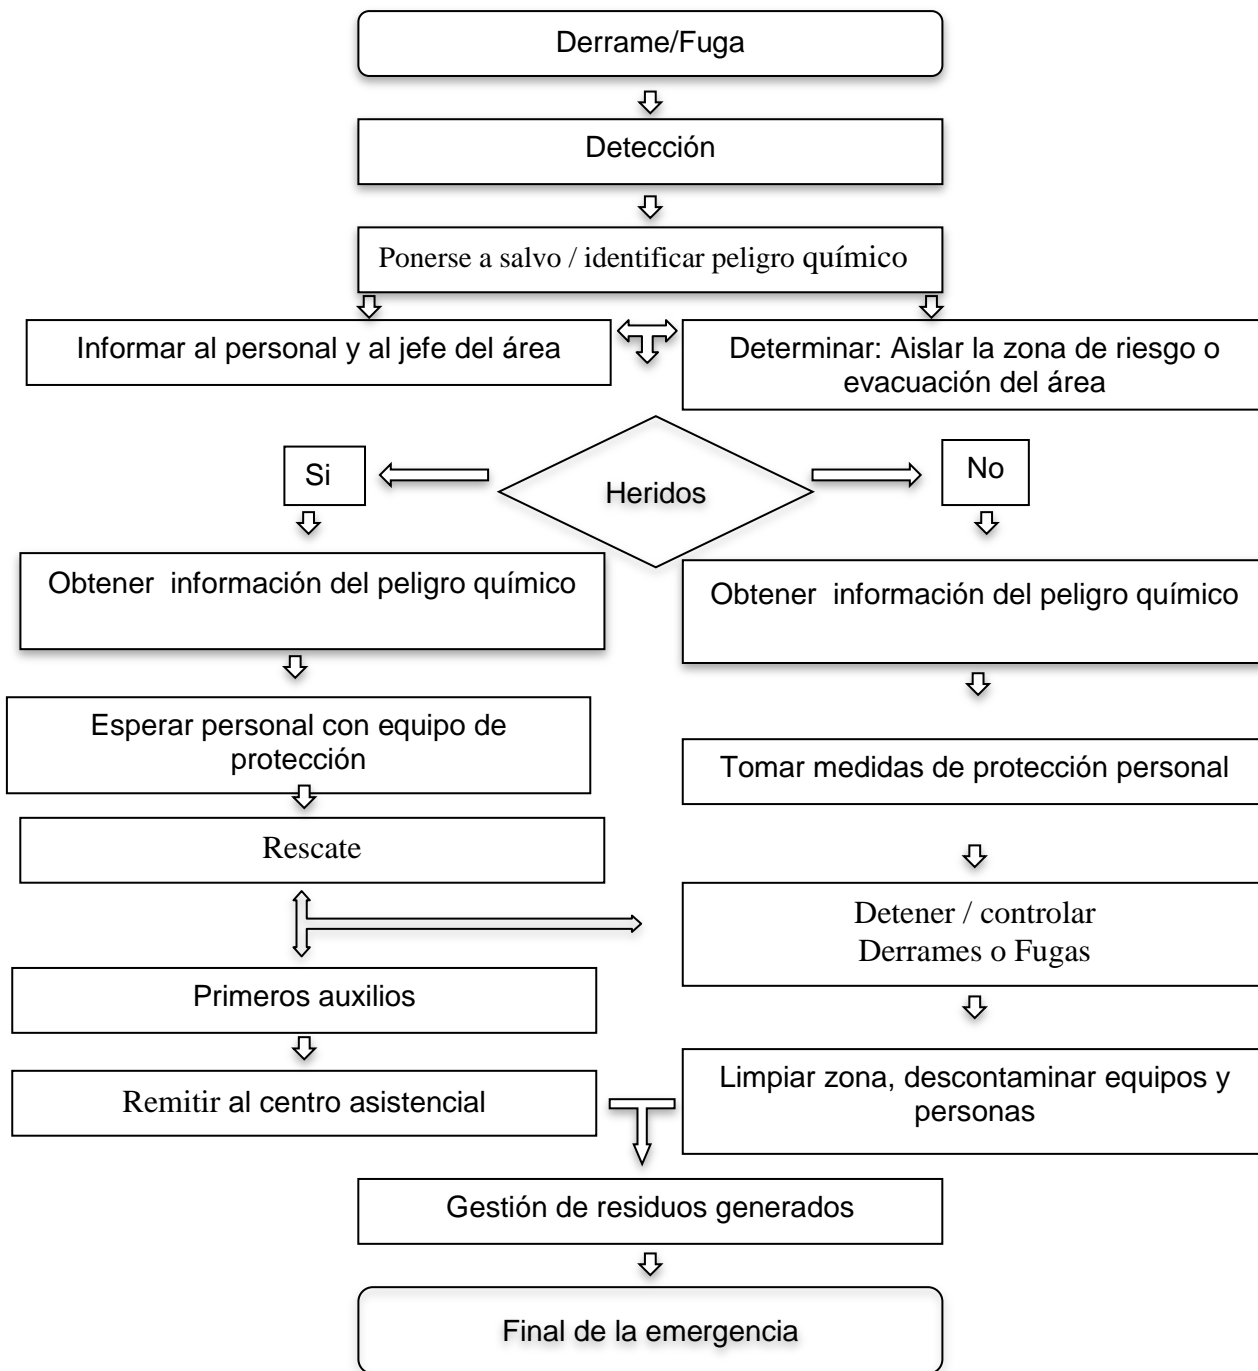 Derrame/Fuga
Detección
Ponerse a salvo / identificar peligro químico
Informar al personal y al jefe del área
Determinar: Aislar la zona de riesgo o
evacuación del área
Si
Heridos
No
Obtener información del peligro químico
Obtener información del peligro químico
Esperar personal con equipo de
protección
Tomar medidas de protección personal
Rescate
Detener / controlar
Derrames o Fugas
Primeros auxilios
Remitir al centro asistencial
Limpiar zona, descontaminar equipos y
personas
Gestión de residuos generados
Final de la emergencia